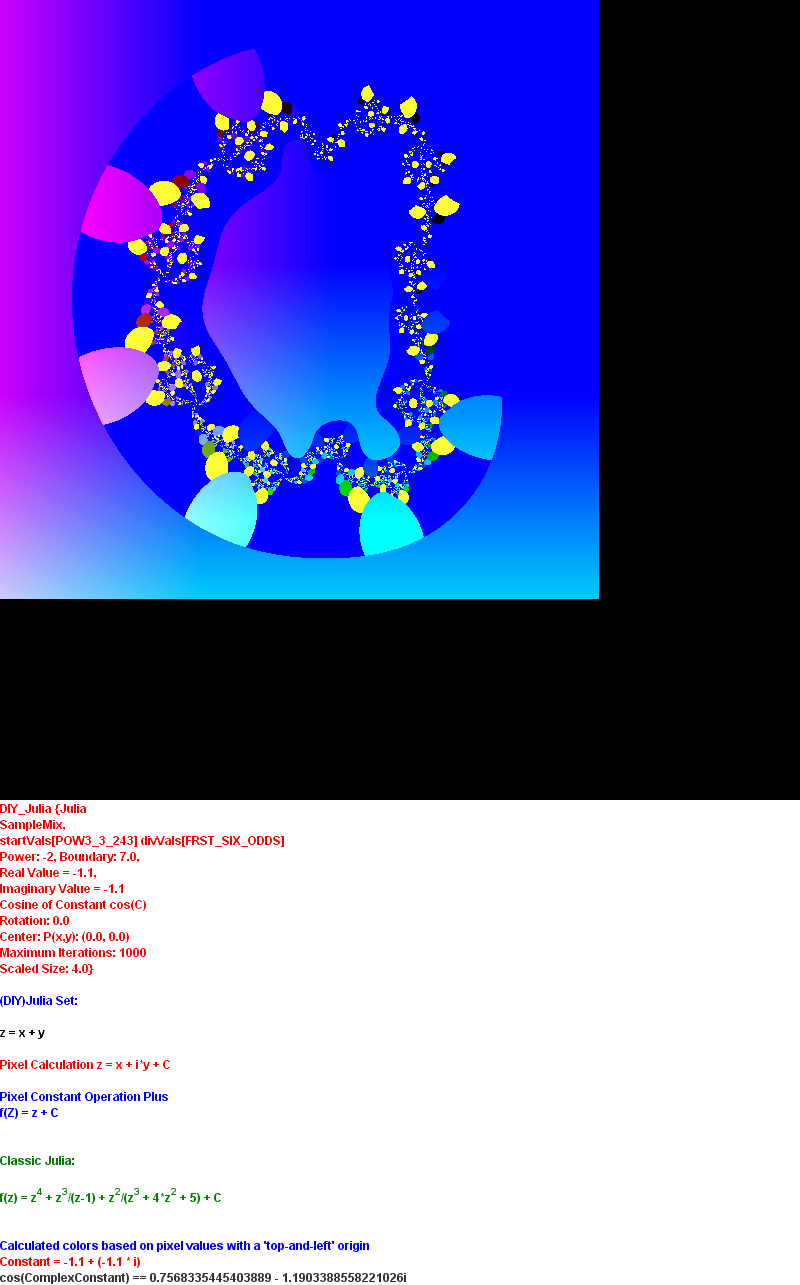 DIY_Julia {Julia
SampleMix,
startVals[POW3_3_243] divVals[FRST_SIX_ODDS]
Power: -2, Boundary: 7.0,
Real Value = -1.1,
Imaginary Value = -1.1
Cosine of Constant cos(C)
Rotation: 0.0
Center: P(x,y): (0.0, 0.0)
Maximum Iterations: 1000
Scaled Size: 4.0}
(DIY)Julia Set:
z = x + y
Pixel Calculation z = x + i*y + C
Pixel Constant Operation Plus
f(Z) = z + C
Classic Julia:
f(z) = z^4 + z^3/(z-1) + z^2/(z^3 + 4*z^2 + 5) + C
Calculated colors based on pixel values with a 'top-and-left' origin
Constant = -1.1 + (-1.1 * i)
cos(ComplexConstant) == 0.7568335445403889 - 1.1903388558221026i